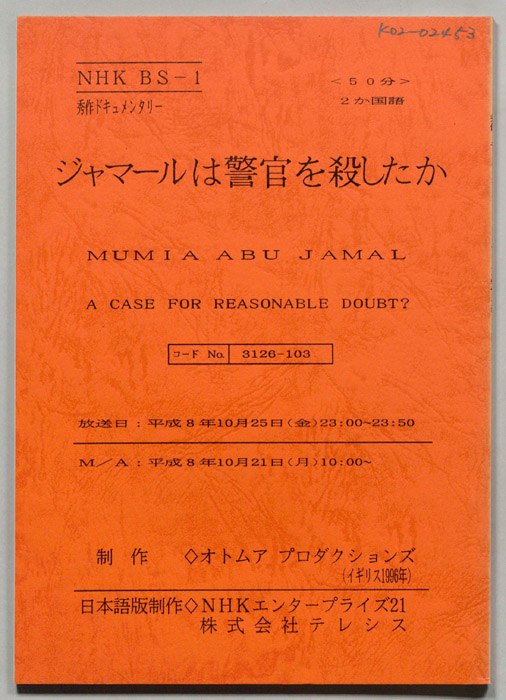 K02-02453
NHK BS-1
秀作ドキュメンタリー
<50分>
2か国語
ジャマールは警官を殺したか
MUMIA ABU JAMAL
A CASE FOR REASONABLE DOUBT?
コード No. 3126-103
放送日:平成8年10月25日(金)23:00~23:50
M/A:平成8年10月21日(月)10:00~
制作 ◇オトムア プロダクションズ
(イギリス1996年)
日本語版制作◇NHKエンタープライズ21
株式会社テレシス